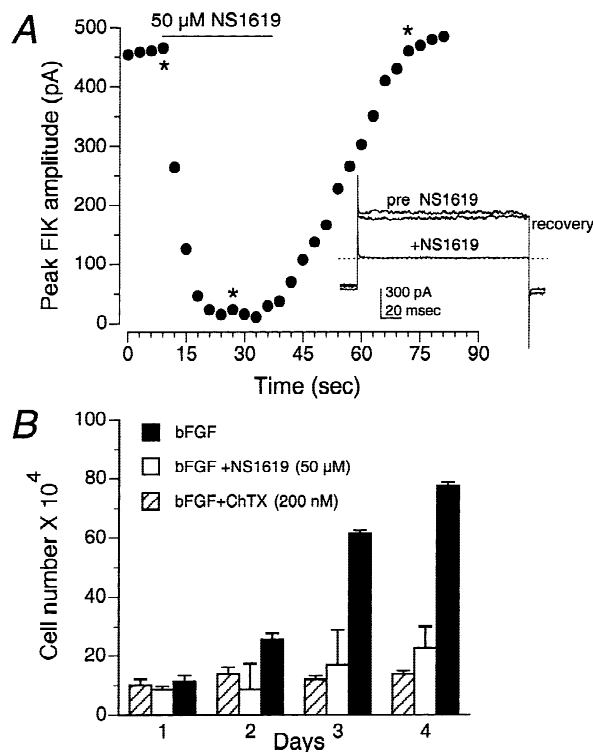 A
50 µM NS1619
Peak FIK amplitude (pA)
500
400
300
200
100
0
*
*
*
pre NS1619
recovery
+NS1619
300 pA
20 msec
0 15 30 45 60 75 90
Time (sec)
B
Cell number X 10⁴
100
80
60
40
20
0
bFGF
bFGF +NS1619 (50 µM)
bFGF+ChTX (200 nM)
1 2 3 4
Days